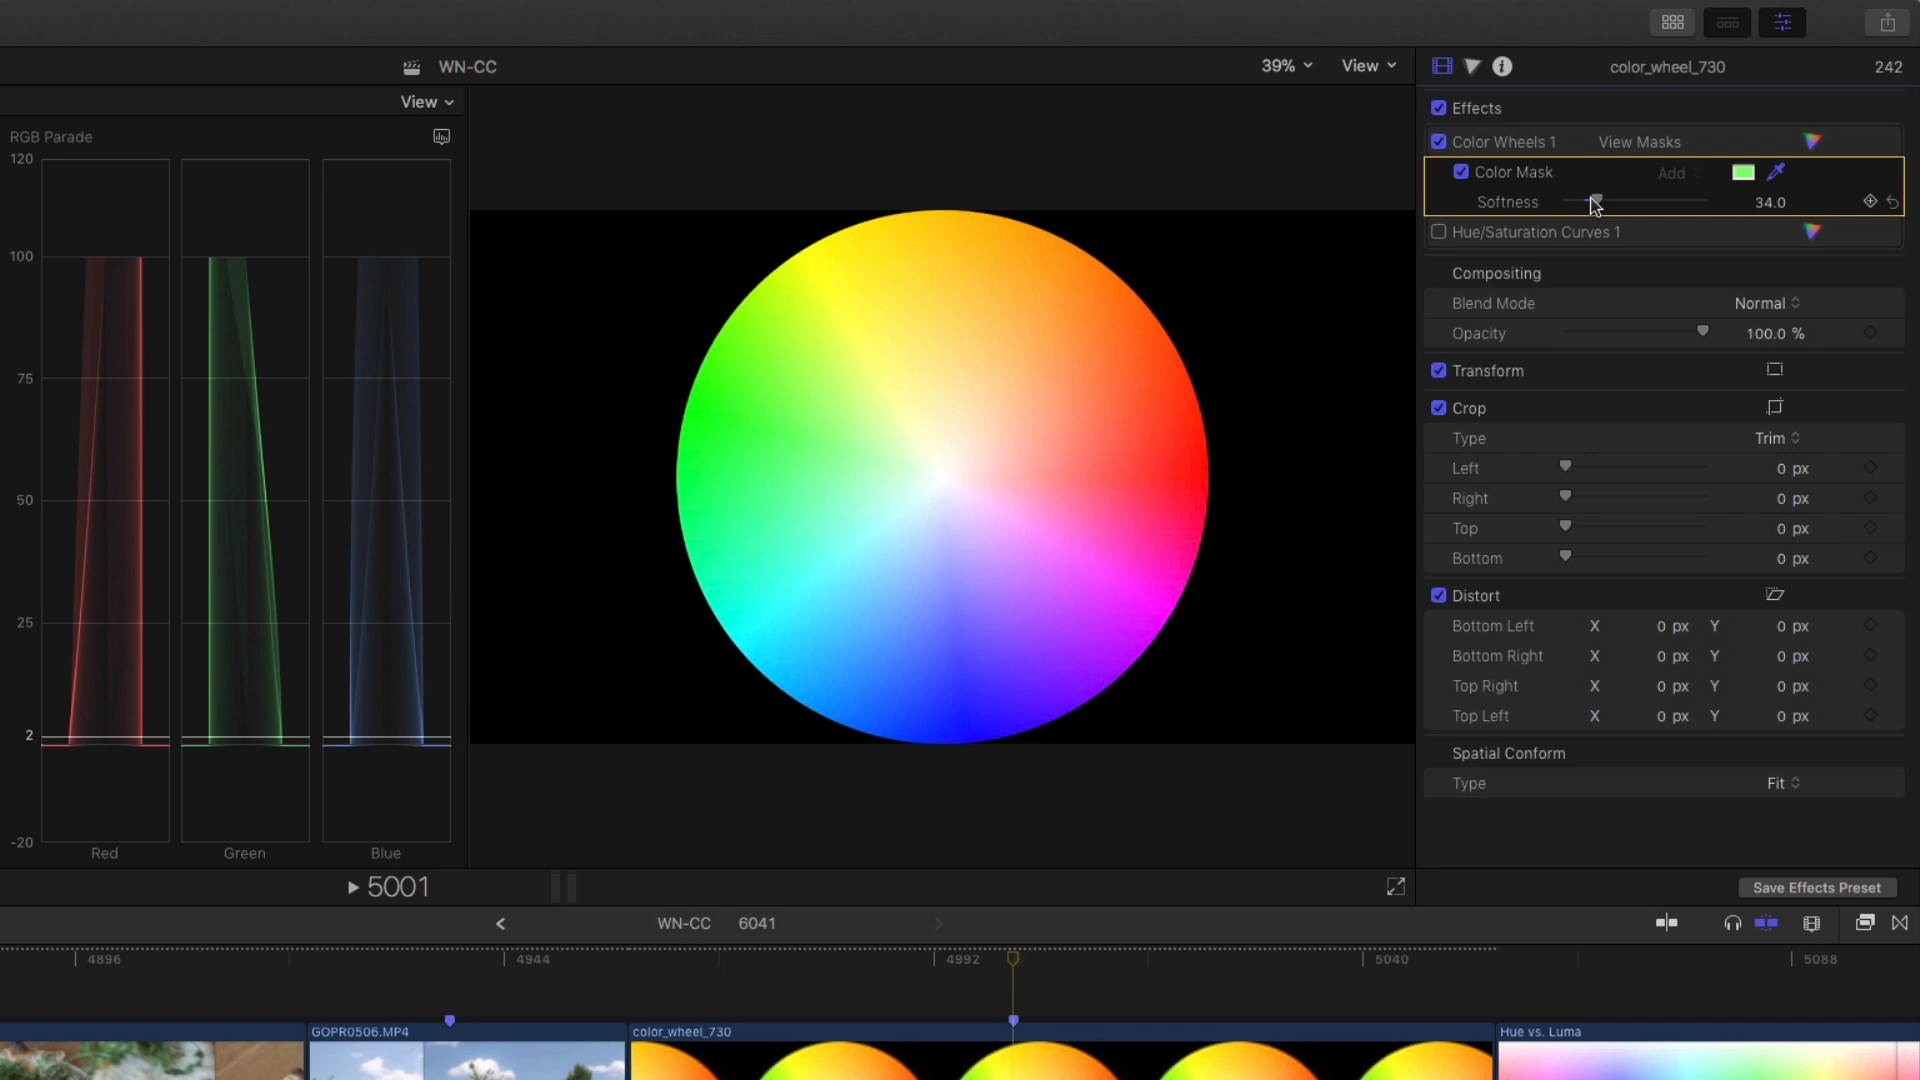 WN-CC
39%
View
color_wheel_730
242
View
RGB Parade
120
100
75
50
25
2
-20
Red
Green
Blue
Effects
Color Wheels 1
View Masks
Color Mask
Add
Softness
34.0
Hue/Saturation Curves 1
Compositing
Blend Mode
Normal
Opacity
100.0 %
Transform
Crop
Type
Trim
Left
0 px
Right
0 px
Top
0 px
Bottom
0 px
Distort
Bottom Left X 0 px Y 0 px
Bottom Right X 0 px Y 0 px
Top Right X 0 px Y 0 px
Top Left X 0 px Y 0 px
Spatial Conform
Type
Fit
5001
Save Effects Preset
WN-CC
6041
4896
4944
4992
5040
5088
GOPR0506.MP4
color_wheel_730
Hue vs. Luma